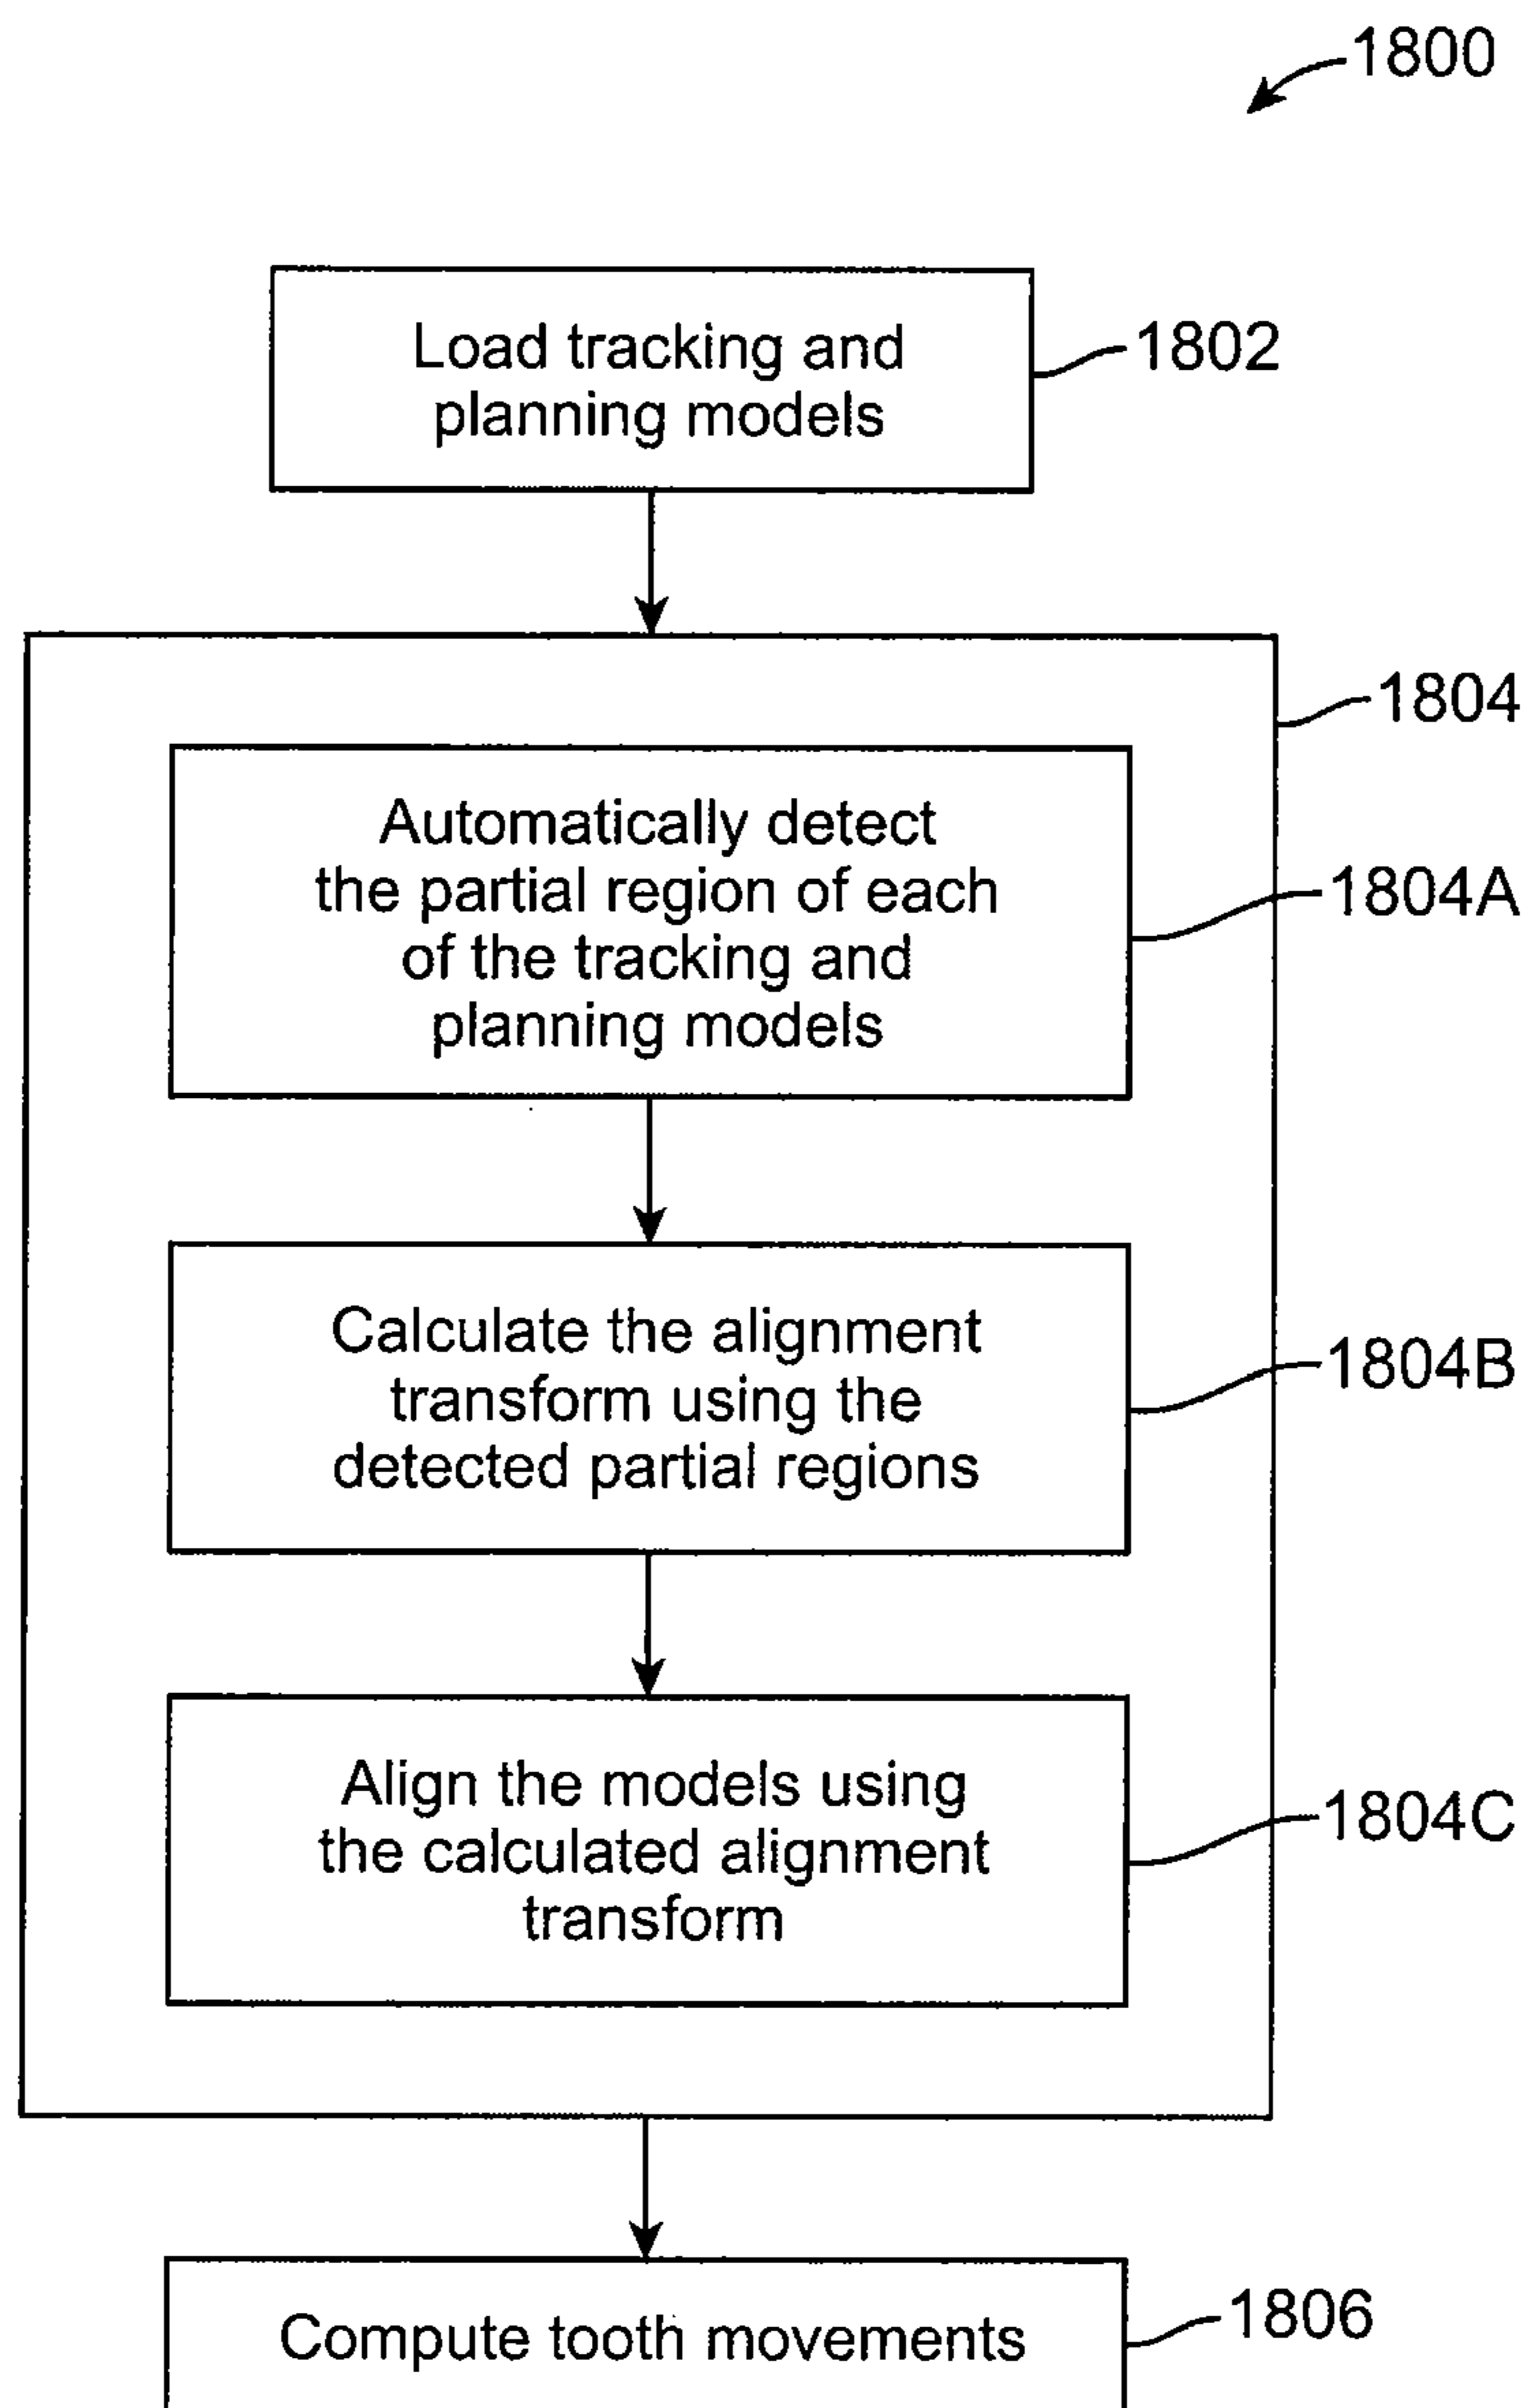 1800
Load tracking and
planning models
1802
1804
Automatically detect
the partial region of each
of the tracking and
planning models
1804A
Calculate the alignment
transform using the
detected partial regions
1804B
Align the models using
the calculated alignment
transform
1804C
Compute tooth movements
1806